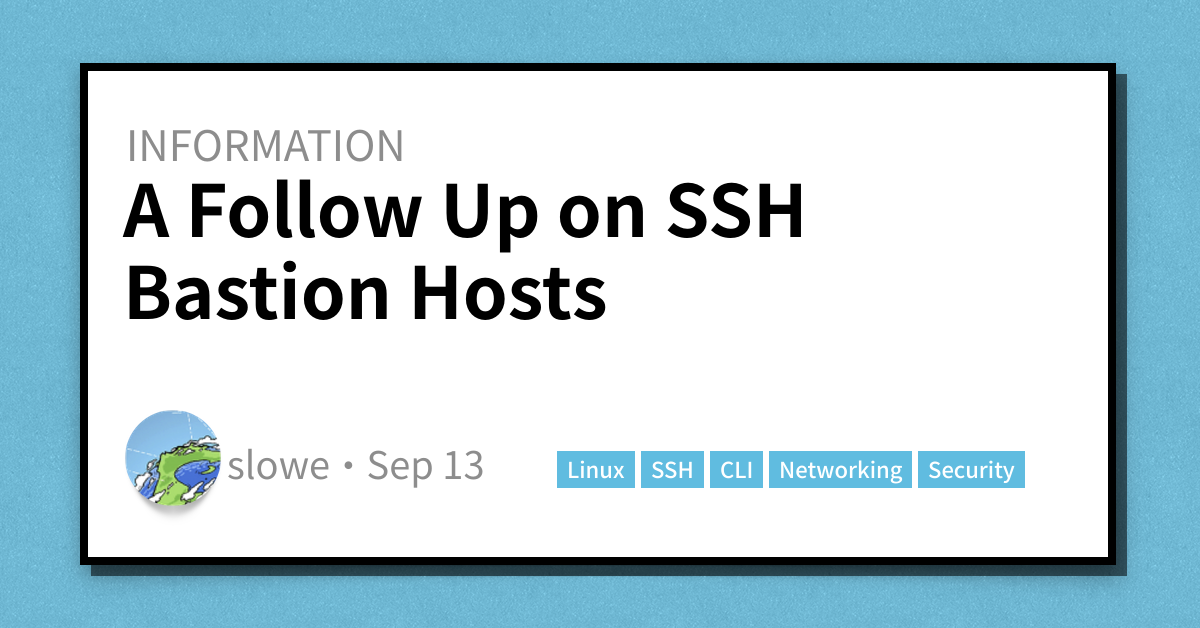 INFORMATION
A Follow Up on SSH
Bastion Hosts
slowe • Sep 13
Linux SSH CLI Networking Security